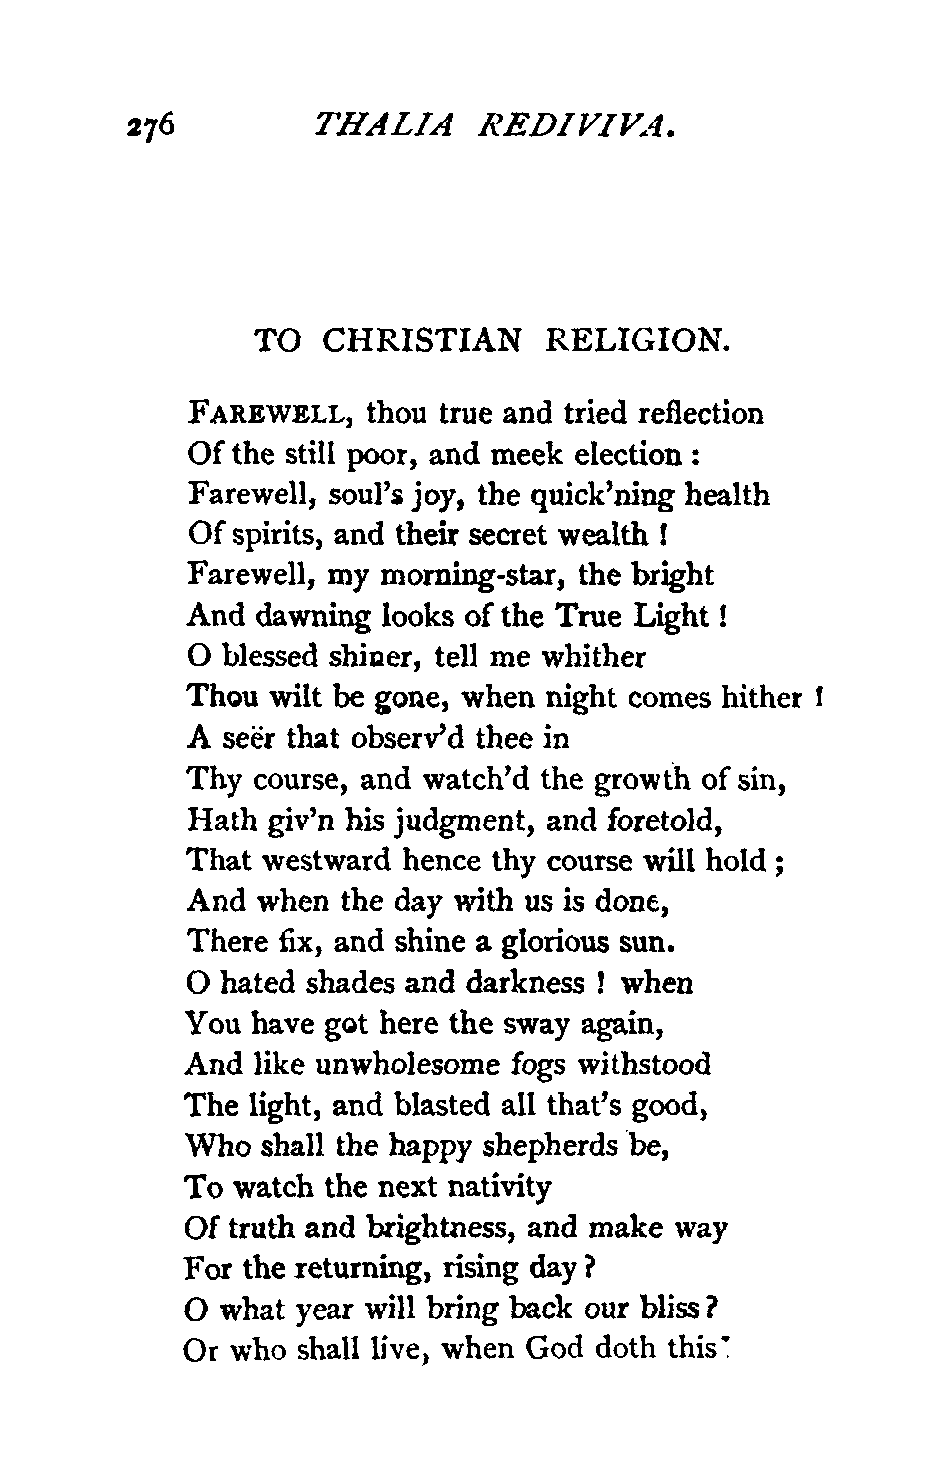 276 THALIA REDIVIVA.
TO CHRISTIAN RELIGION.
FAREWELL, thou true and tried reflection
Of the still poor, and meek election :
Farewell, soul's joy, the quick'ning health
Of spirits, and their secret wealth !
Farewell, my morning-star, the bright
And dawning looks of the True Light !
O blessed shiner, tell me whither
Thou wilt be gone, when night comes hither !
A seër that observ'd thee in
Thy course, and watch'd the growth of sin,
Hath giv'n his judgment, and foretold,
That westward hence thy course will hold ;
And when the day with us is done,
There fix, and shine a glorious sun.
O hated shades and darkness ! when
You have got here the sway again,
And like unwholesome fogs withstood
The light, and blasted all that's good,
Who shall the happy shepherds be,
To watch the next nativity
Of truth and brightness, and make way
For the returning, rising day ?
O what year will bring back our bliss ?
Or who shall live, when God doth this